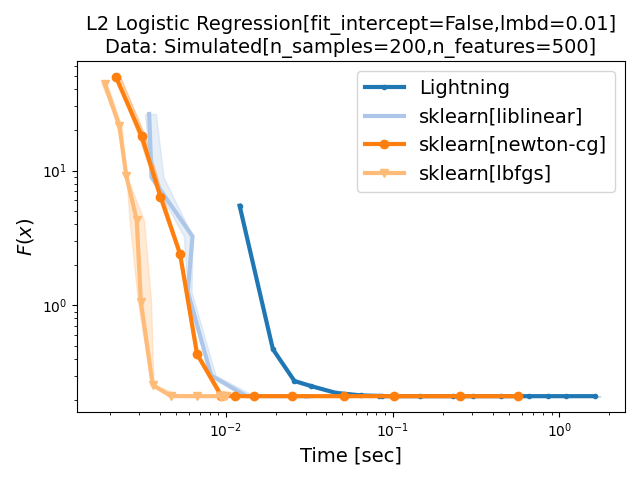 L2 Logistic Regression[fit_intercept=False,lmbd=0.01]
Data: Simulated[n_samples=200,n_features=500]
Lightning
sklearn[liblinear]
sklearn[newton-cg]
sklearn[lbfgs]
F(x)
10¹
10⁰
10⁻²
10⁻¹
10⁰
Time [sec]